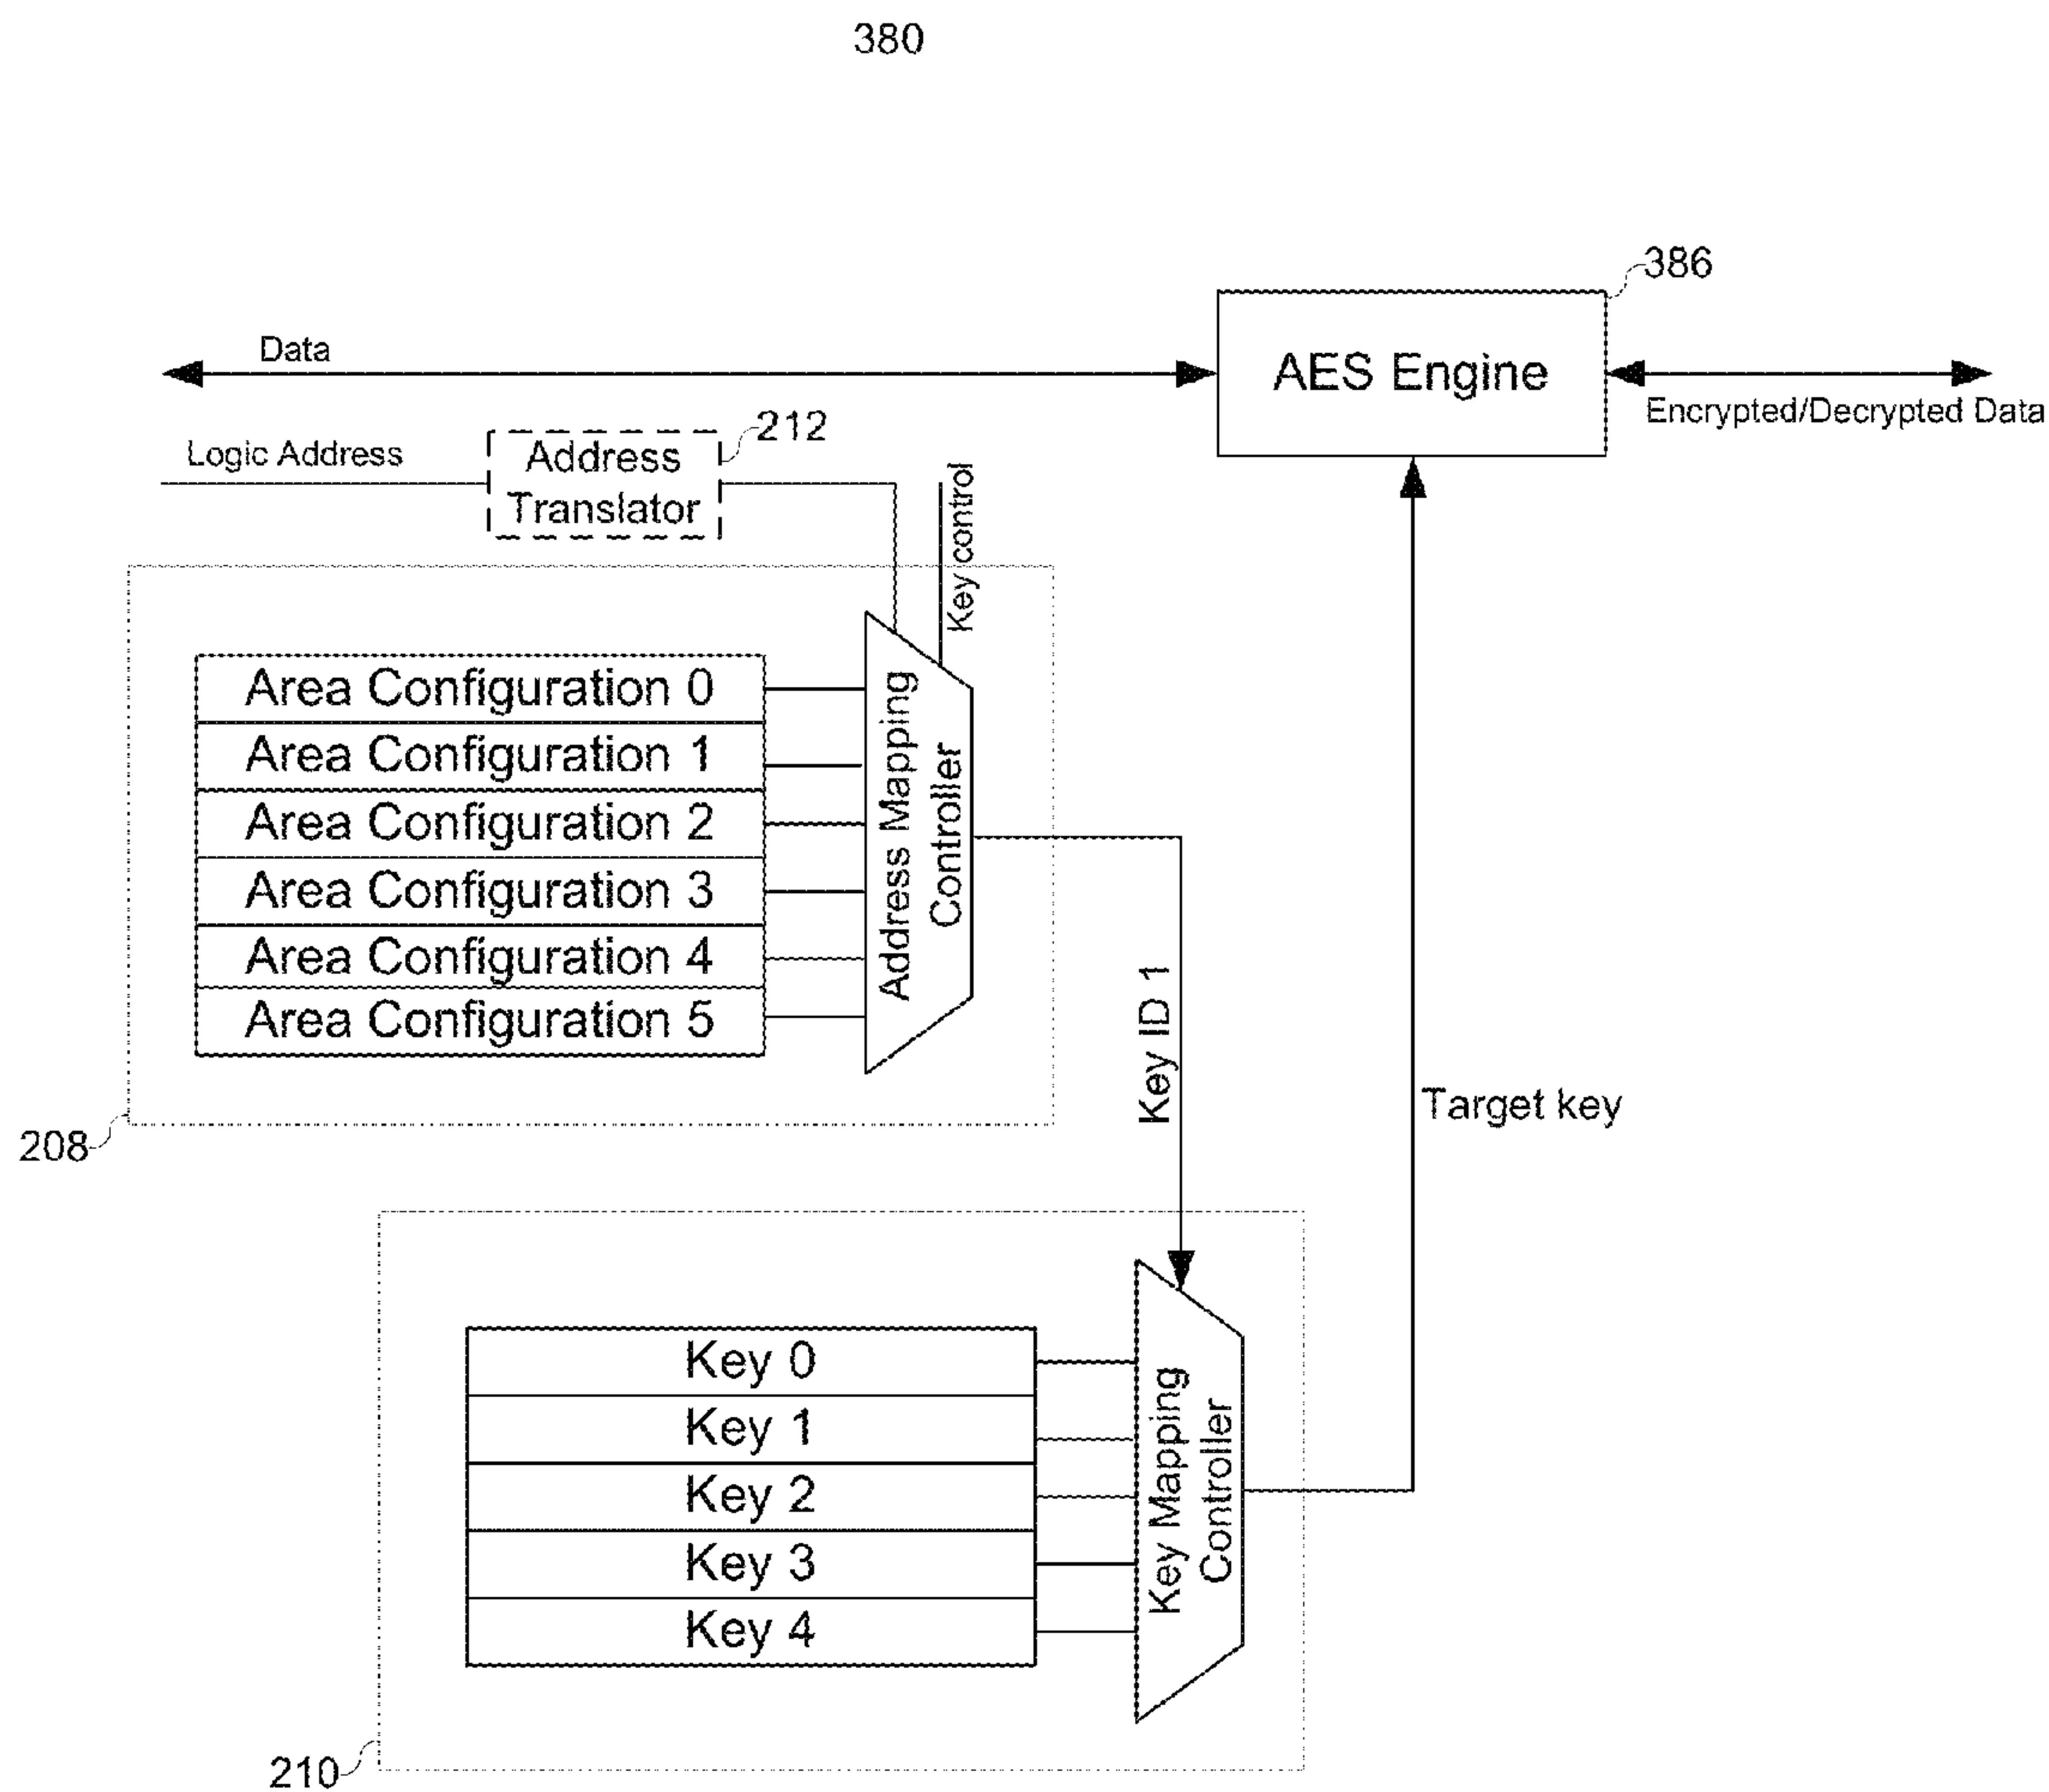 380
386
Data
AES Engine
Encrypted/Decrypted Data
212
Logic Address
Address
Translator
Key control
Area Configuration 0
Area Configuration 1
Area Configuration 2
Area Configuration 3
Area Configuration 4
Area Configuration 5
Address Mapping
Controller
208
Key ID 1
Target key
Key 0
Key 1
Key 2
Key 3
Key 4
Key Mapping
Controller
210